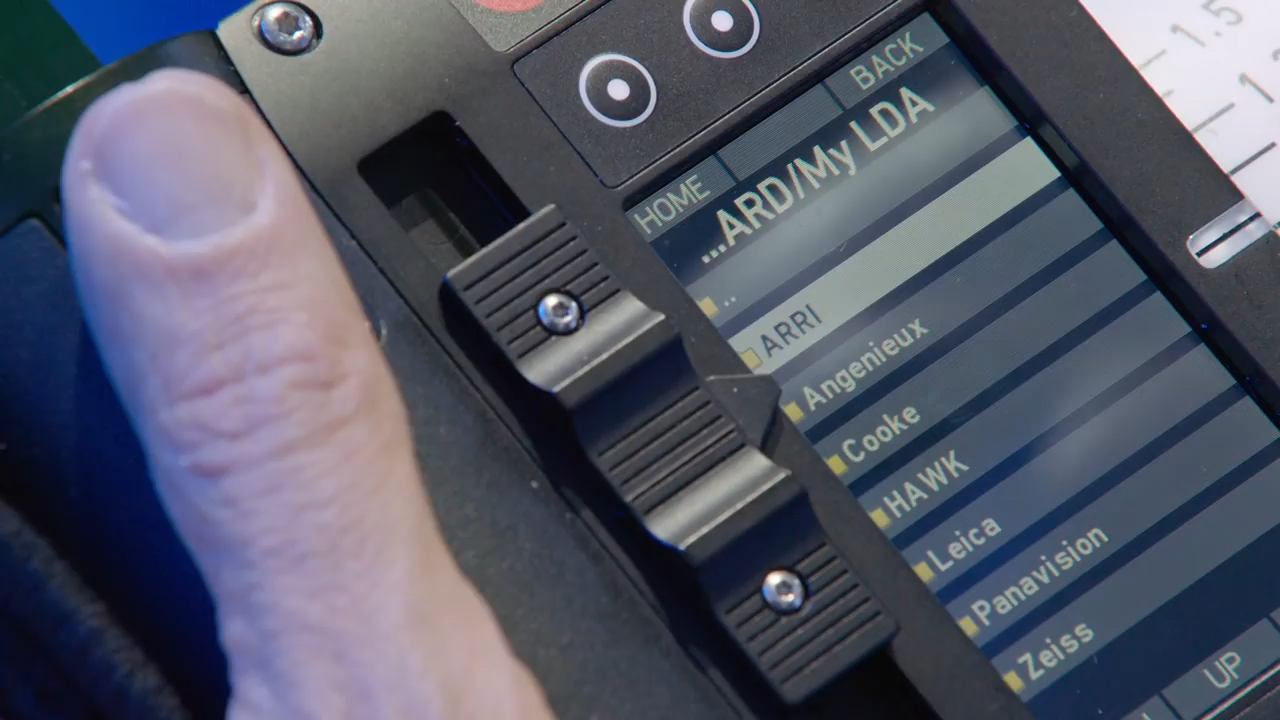 BACK
HOME
...ARD/My LDA
..
ARRI
Angenieux
Cooke
HAWK
Leica
Panavision
Zeiss
UP
1.5